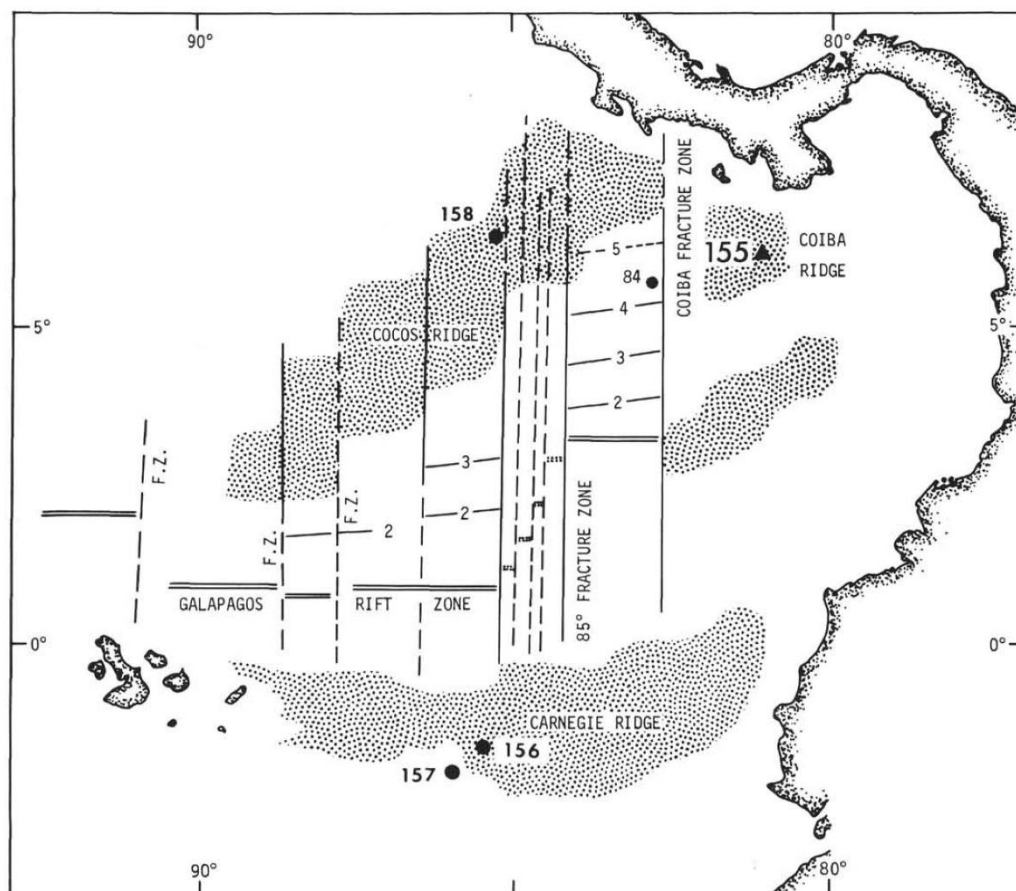 90°
80°
COIBA FRACTURE ZONE
158
5
155
COIBA
RIDGE
84
4
5°
COCOS RIDGE
5°
3
2
F.Z.
3
F.Z.
2
2
F.Z.
85° FRACTURE ZONE
GALAPAGOS
RIFT
ZONE
0°
0°
CARNEGIE RIDGE
156
157
90°
80°